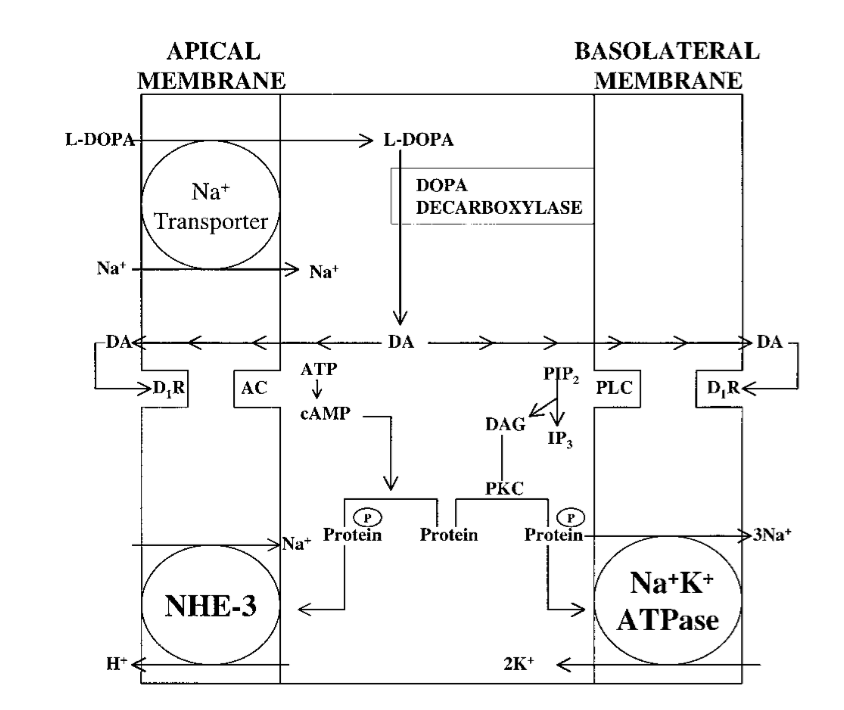 APICAL
MEMBRANE
BASOLATERAL
MEMBRANE
L-DOPA
L-DOPA
Na⁺
Transporter
DOPA
DECARBOXYLASE
Na⁺
Na⁺
DA
DA
DA
D₁R
AC
ATP
cAMP
PIP₂
DAG
IP₃
PLC
D₁R
PKC
P
Protein
Protein
P
Protein
Na⁺
3Na⁺
NHE-3
Na⁺K⁺
ATPase
H⁺
2K⁺